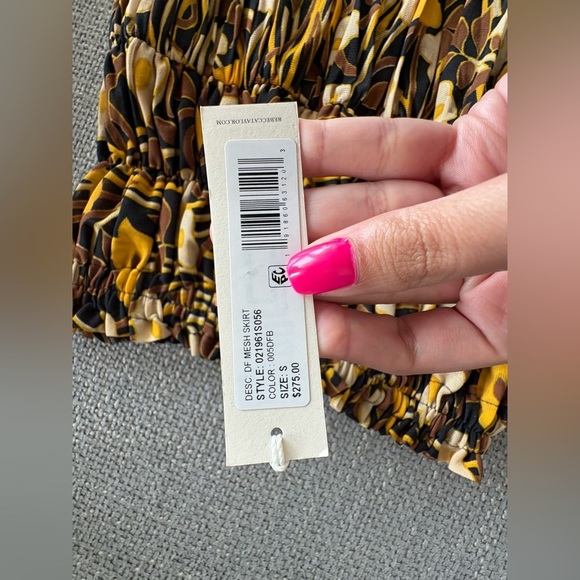 REBECCATAYLOR.COM
DESC. DF MESH SKIRT
STYLE: 021961S056
COLOR : 005DFB
SIZE: S
$275.00